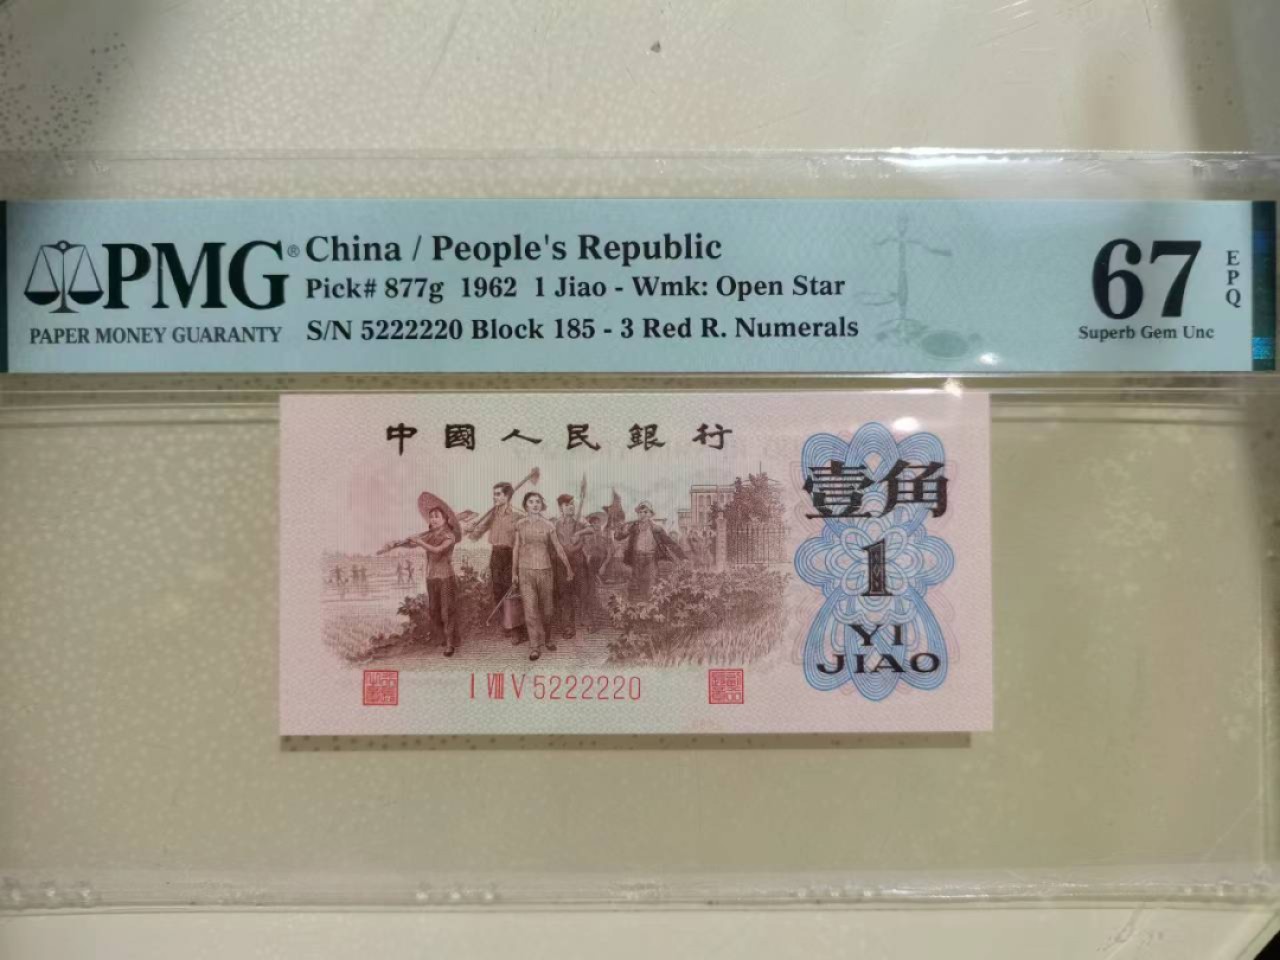 PMG®
PAPER MONEY GUARANTY
China / People's Republic
Pick# 877g 1962 1 Jiao - Wmk: Open Star
S/N 5222220 Block 185 - 3 Red R. Numerals
67
EPQ
Superb Gem Unc
中國人民銀行
壹角
1
YI
JIAO
I VIII V 5222220